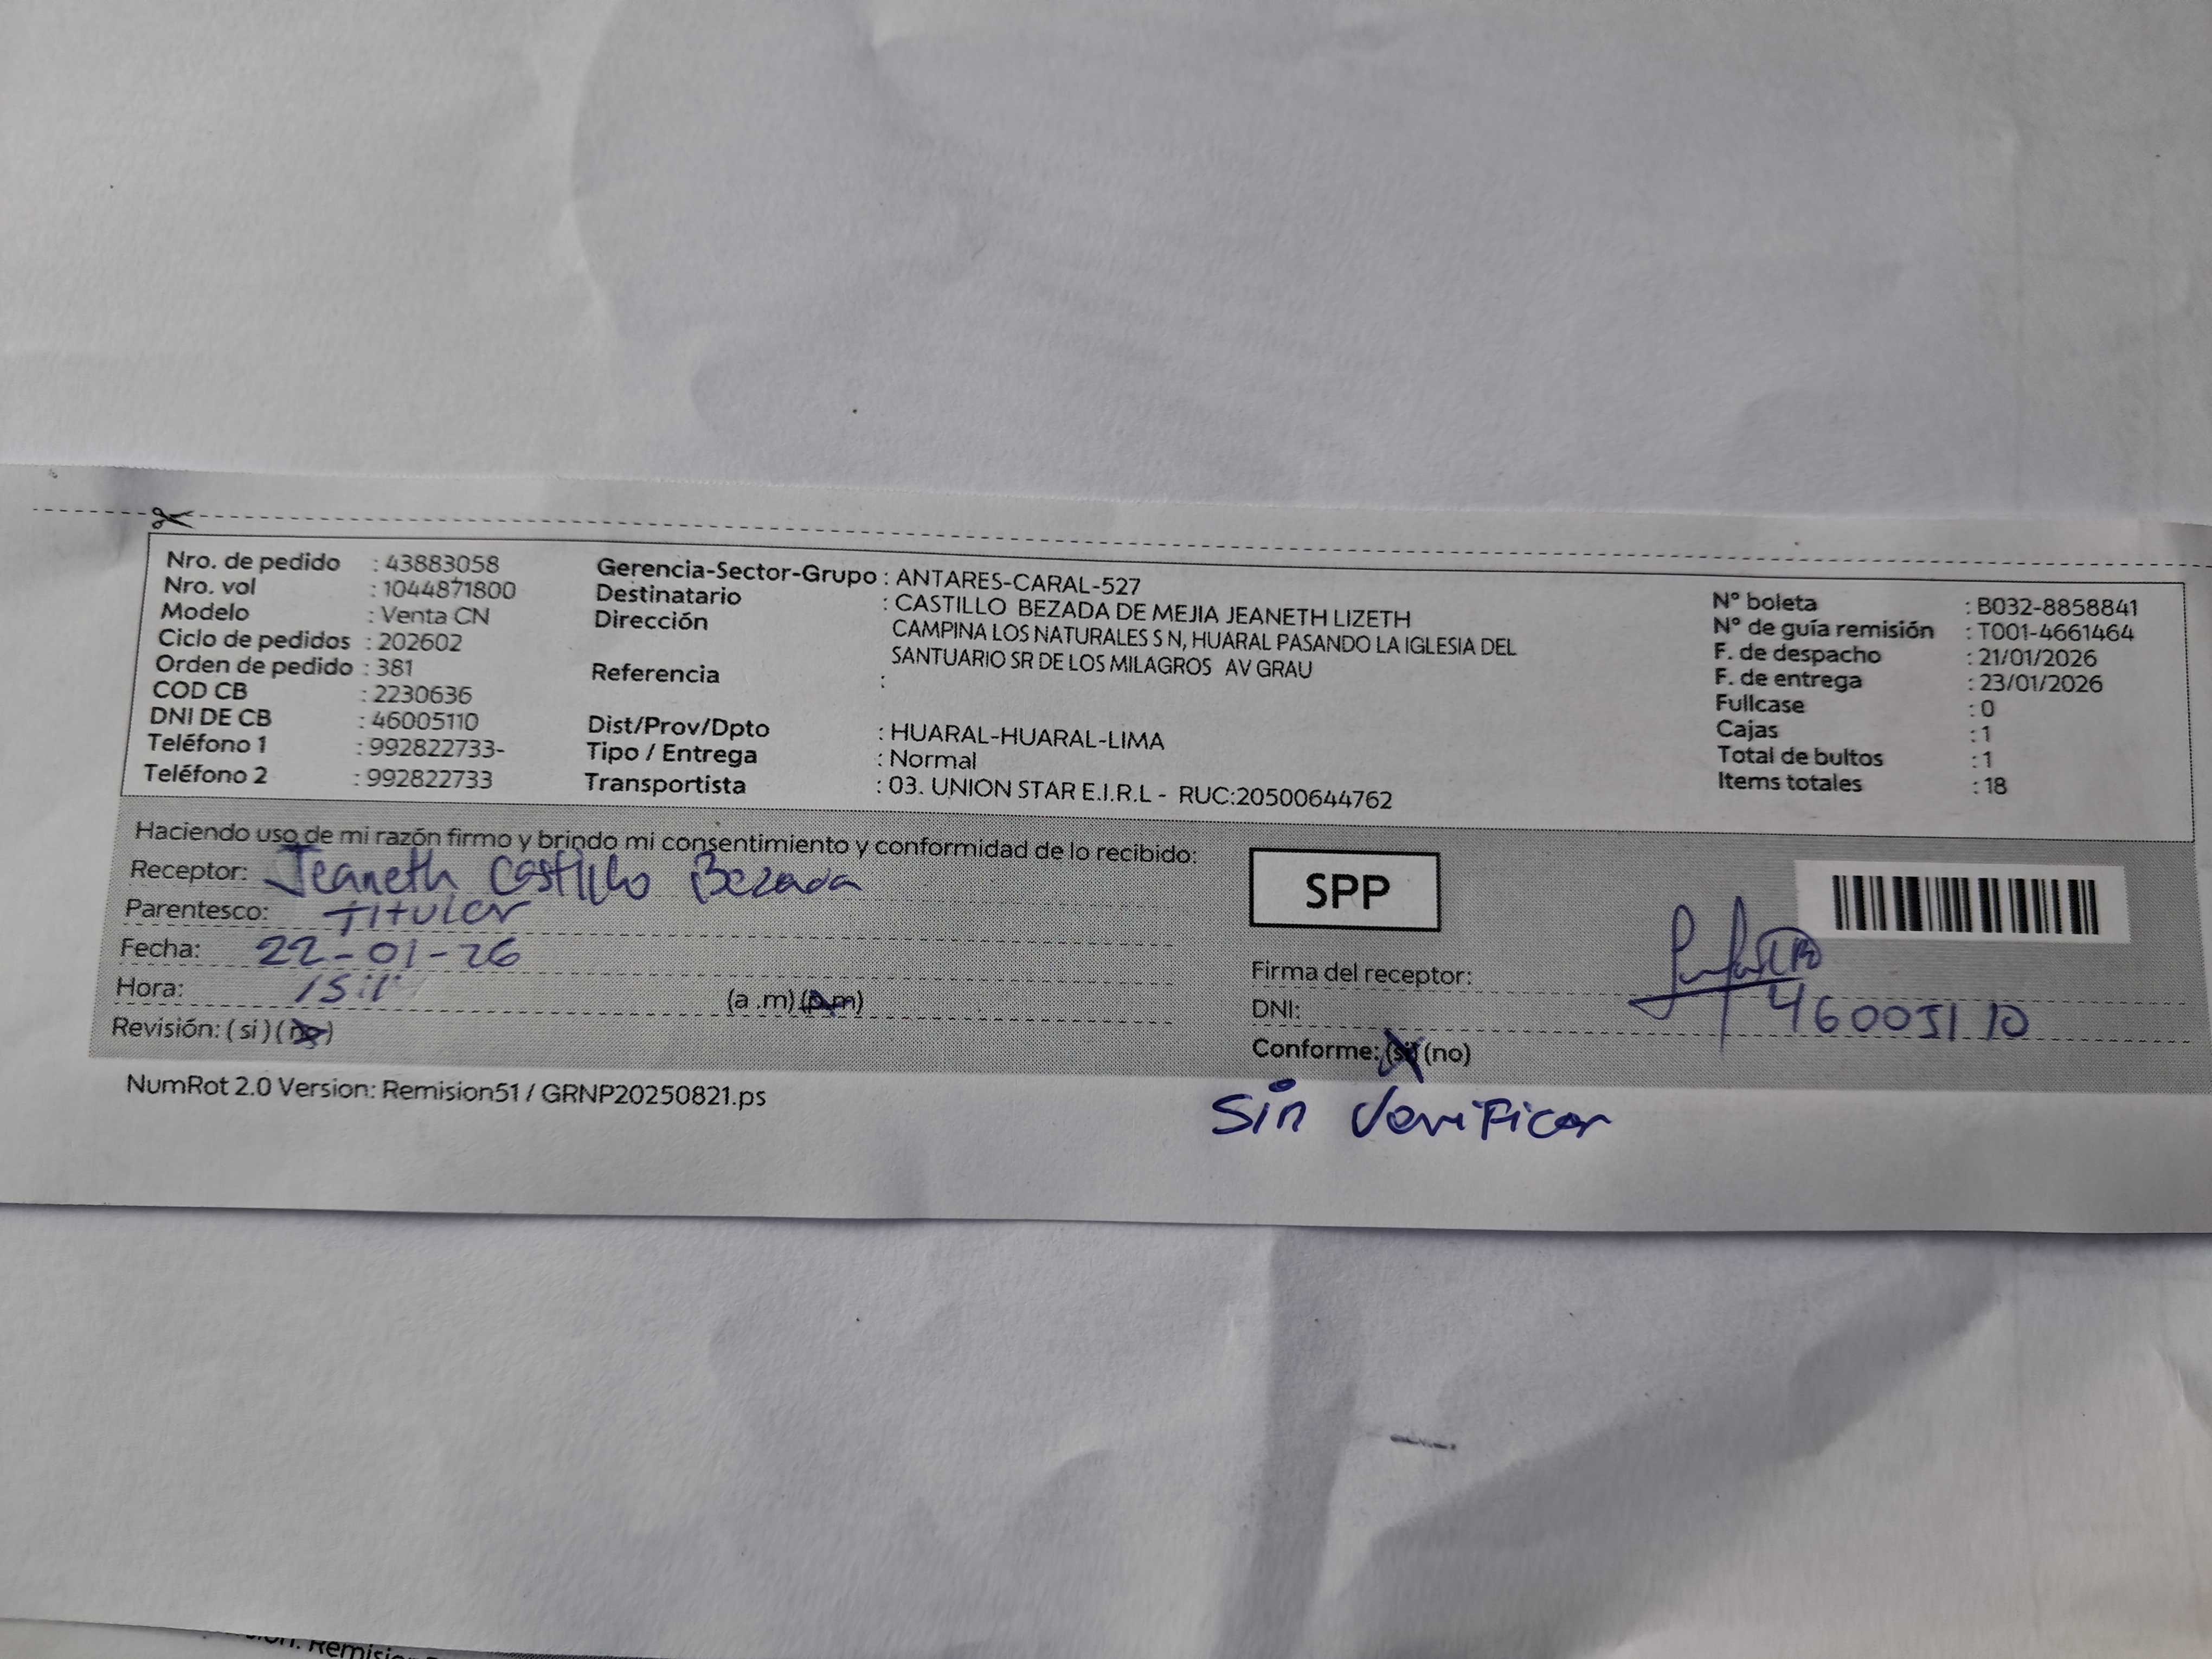 Nro. de pedido : 43883058
Nro. vol : 1044871800
Modelo : Venta CN
Ciclo de pedidos : 202602
Orden de pedido : 381
COD CB : 2230636
DNI DE CB : 46005110
Teléfono 1 : 992822733-
Teléfono 2 : 992822733
Gerencia-Sector-Grupo : ANTARES-CARAL-527
Destinatario : CASTILLO BEZADA DE MEJIA JEANETH LIZETH
Dirección CAMPINA LOS NATURALES S N, HUARAL PASANDO LA IGLESIA DEL
SANTUARIO SR DE LOS MILAGROS AV GRAU
Referencia :
Dist/Prov/Dpto : HUARAL-HUARAL-LIMA
Tipo / Entrega : Normal
Transportista : 03. UNION STAR E.I.R.L - RUC:20500644762
N° boleta : B032-8858841
N° de guía remisión : T001-4661464
F. de despacho : 21/01/2026
F. de entrega : 23/01/2026
Fullcase : 0
Cajas : 1
Total de bultos : 1
Items totales : 18
Haciendo uso de mi razón firmo y brindo mi consentimiento y conformidad de lo recibido:
Receptor: Jeaneth Castillo Bezada
Parentesco: Titular
Fecha: 22-01-26
Hora: (a .m) (p.m)
Revisión: (si) (no)
SPP
Firma del receptor:
DNI: 46005110
Conforme: (si) (no)
Sin Verificar
NumRot 2.0 Version: Remision51 / GRNP20250821.ps